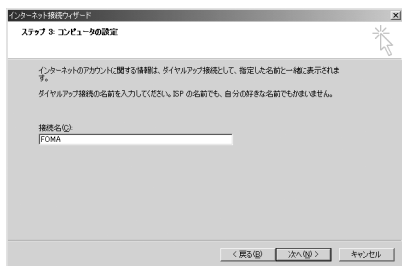 インターネット接続ウィザード
ステップ 3: コンピュータの設定
インターネットのアカウントに関する情報は、ダイヤルアップ接続として、指定した名前と一緒に表示されま
す。
ダイヤルアップ接続の名前を入力してください。ISP の名前でも、自分の好きな名前でもかまいません。
接続名(C):
FOMA
< 戻る(B)
次へ(N) >
キャンセル